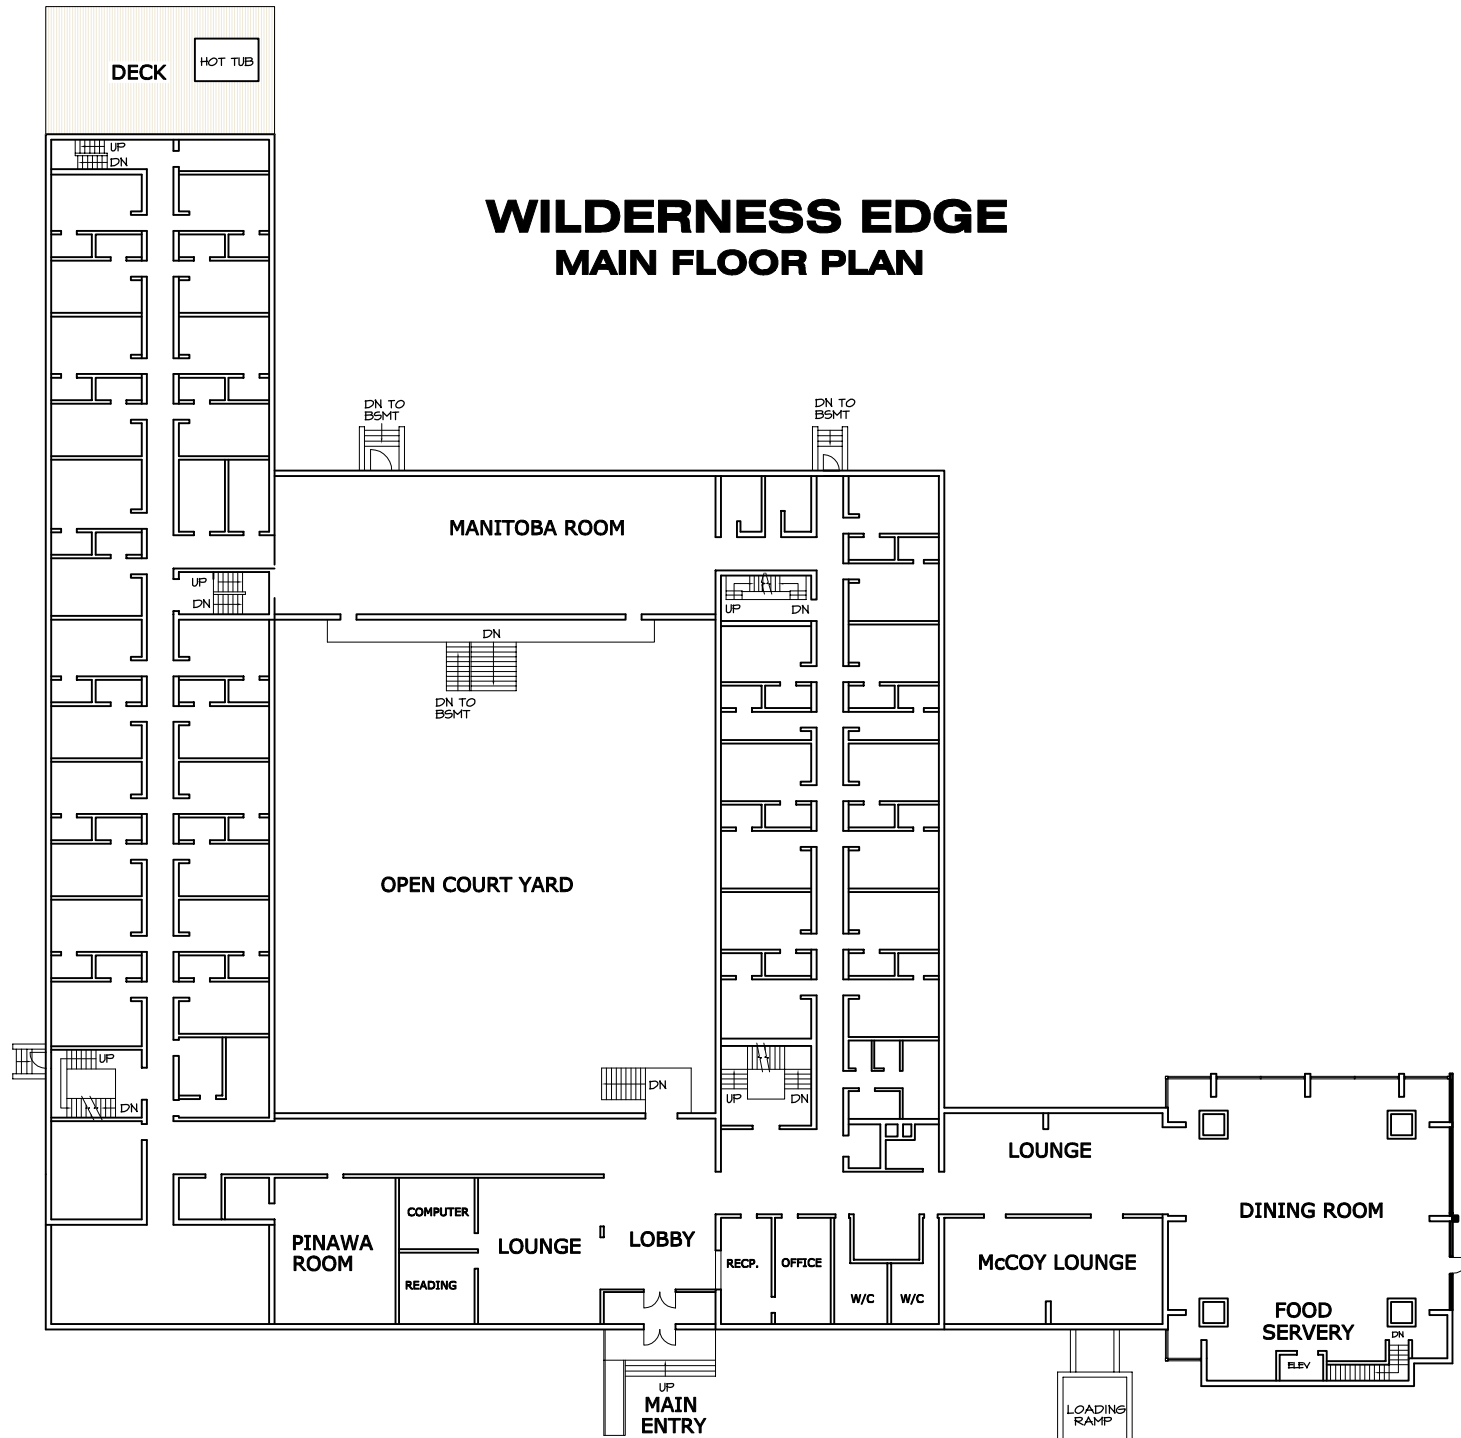 DECK
HOT TUB
UP
DN
WILDERNESS EDGE
MAIN FLOOR PLAN
DN TO
BSMT
DN TO
BSMT
MANITOBA ROOM
UP
DN
UP
DN
DN
DN TO
BSMT
OPEN COURT YARD
UP
DN
DN
UP
DN
LOUNGE
DINING ROOM
COMPUTER
PINAWA
ROOM
LOUNGE
LOBBY
RECP.
OFFICE
McCOY LOUNGE
READING
W/C
W/C
FOOD
SERVERY
DN
ELEV
UP
MAIN
ENTRY
LOADING
RAMP